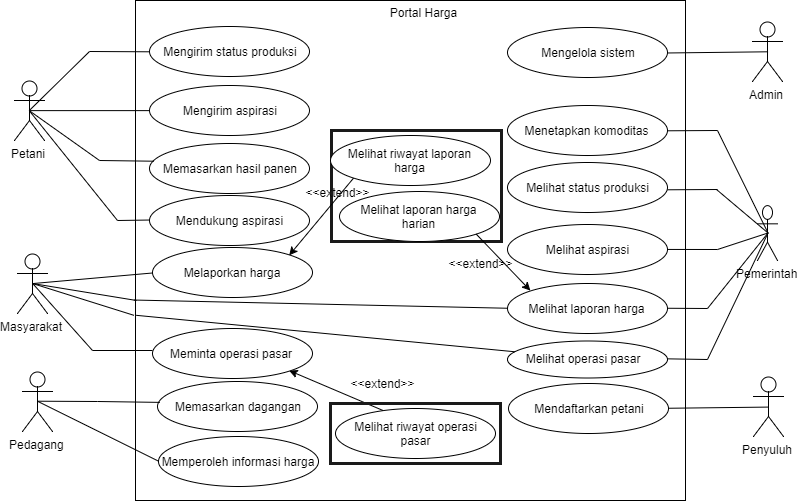 Portal Harga
Mengirim status produksi
Mengelola sistem
Admin
Petani
Mengirim aspirasi
Menetapkan komoditas
Memasarkan hasil panen
Melihat riwayat laporan
harga
<<extend>>
Melihat status produksi
Mendukung aspirasi
Melihat laporan harga
harian
Melihat aspirasi
Pemerintah
<<extend>>
Melaporkan harga
Masyarakat
Melihat laporan harga
Meminta operasi pasar
Melihat operasi pasar
<<extend>>
Memasarkan dagangan
Mendaftarkan petani
Pedagang
Melihat riwayat operasi
pasar
Penyuluh
Memperoleh informasi harga